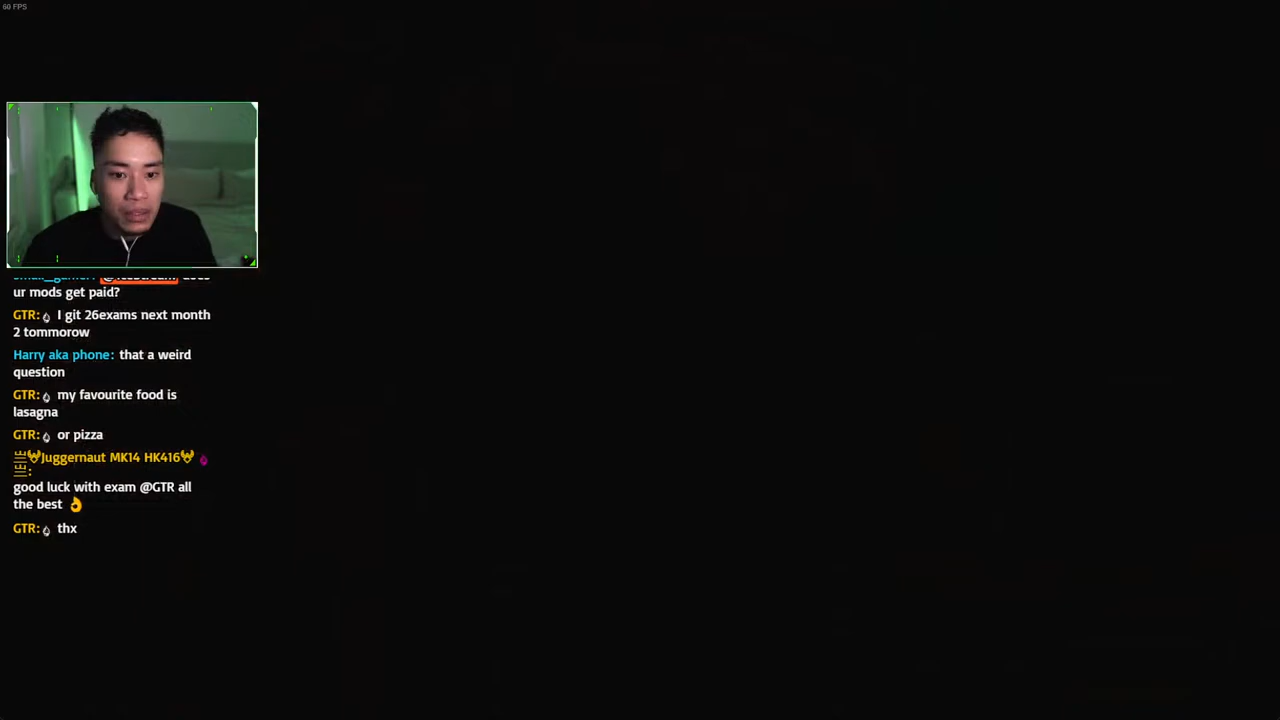 60 FPS
ur mods get paid?
GTR: I git 26exams next month
2 tommorow
Harry aka phone: that a weird
question
GTR: my favourite food is
lasagna
GTR: or pizza
Juggernaut MK14 HK416
:
good luck with exam @GTR all
the best 👌
GTR: thx